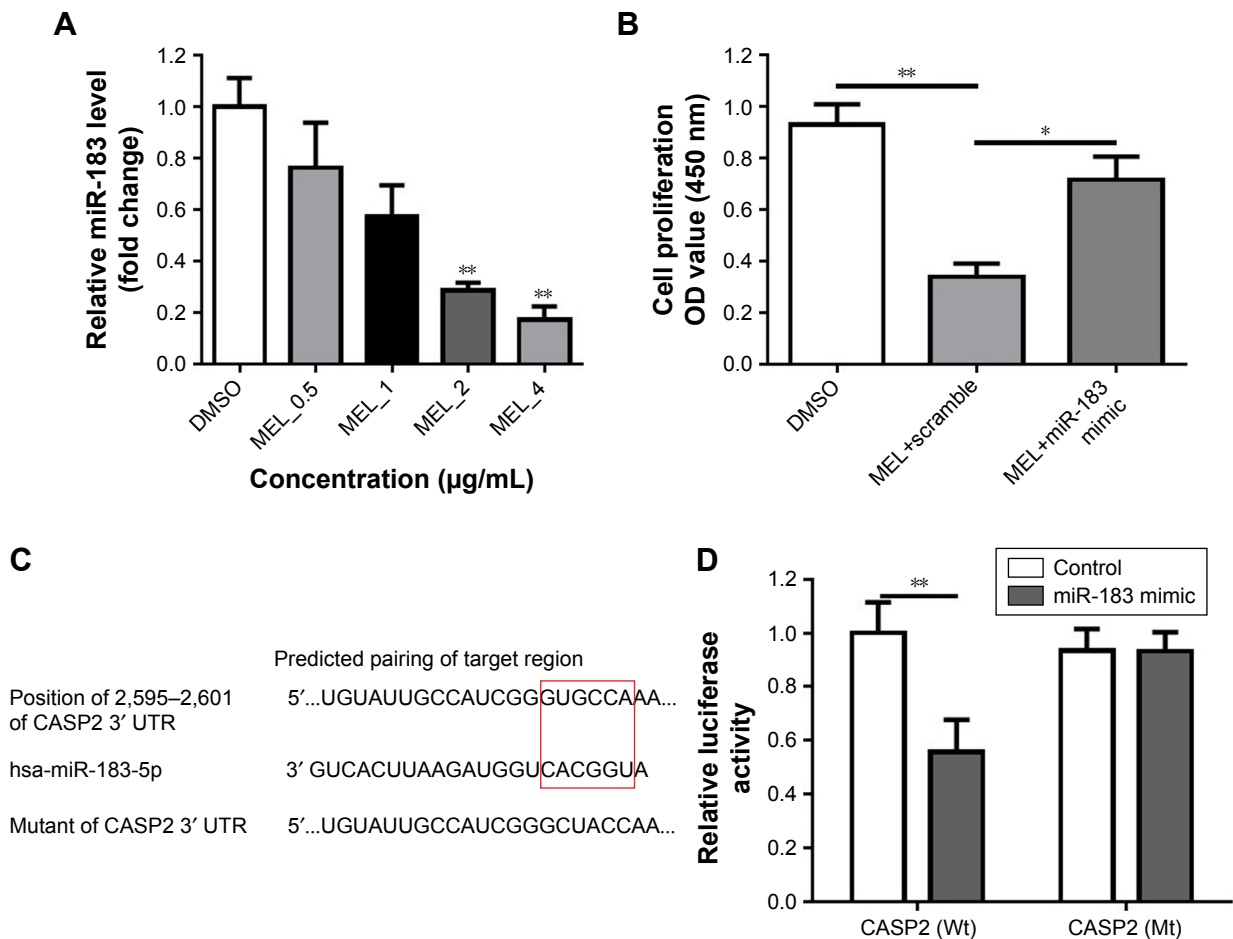 A
Relative miR-183 level
(fold change)
1.2
1.0
0.8
0.6
0.4
0.2
0.0
DMSO
MEL_0.5
MEL_1
MEL_2
MEL_4
**
**
Concentration (µg/mL)
B
Cell proliferation
OD value (450 nm)
1.2
1.0
0.8
0.6
0.4
0.2
0.0
**
*
DMSO
MEL+scramble
MEL+miR-183
mimic
C
Predicted pairing of target region
Position of 2,595–2,601
of CASP2 3′ UTR
5′...UGUAUUGCCAUCGGGUGCCAAA...
hsa-miR-183-5p
3′ GUCACUUAAGAUGGUCACGGUA
Mutant of CASP2 3′ UTR
5′...UGUAUUGCCAUCGGGCUACCAA...
D
Control
miR-183 mimic
Relative luciferase
activity
1.2
1.0
0.8
0.6
0.4
0.8
0.0
**
CASP2 (Wt)
CASP2 (Mt)